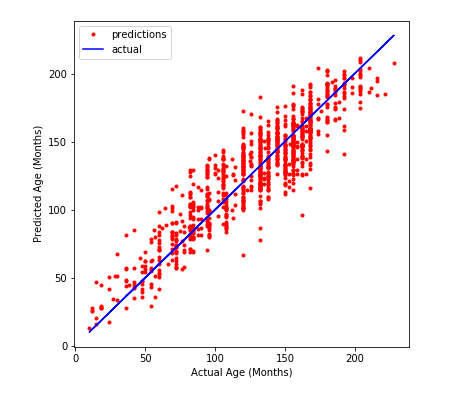 predictions
actual
200
150
100
50
0
Predicted Age (Months)
0 50 100 150 200
Actual Age (Months)